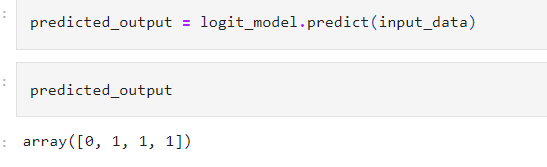 :
predicted_output = logit_model.predict(input_data)
:
predicted_output
:
array([0, 1, 1, 1])